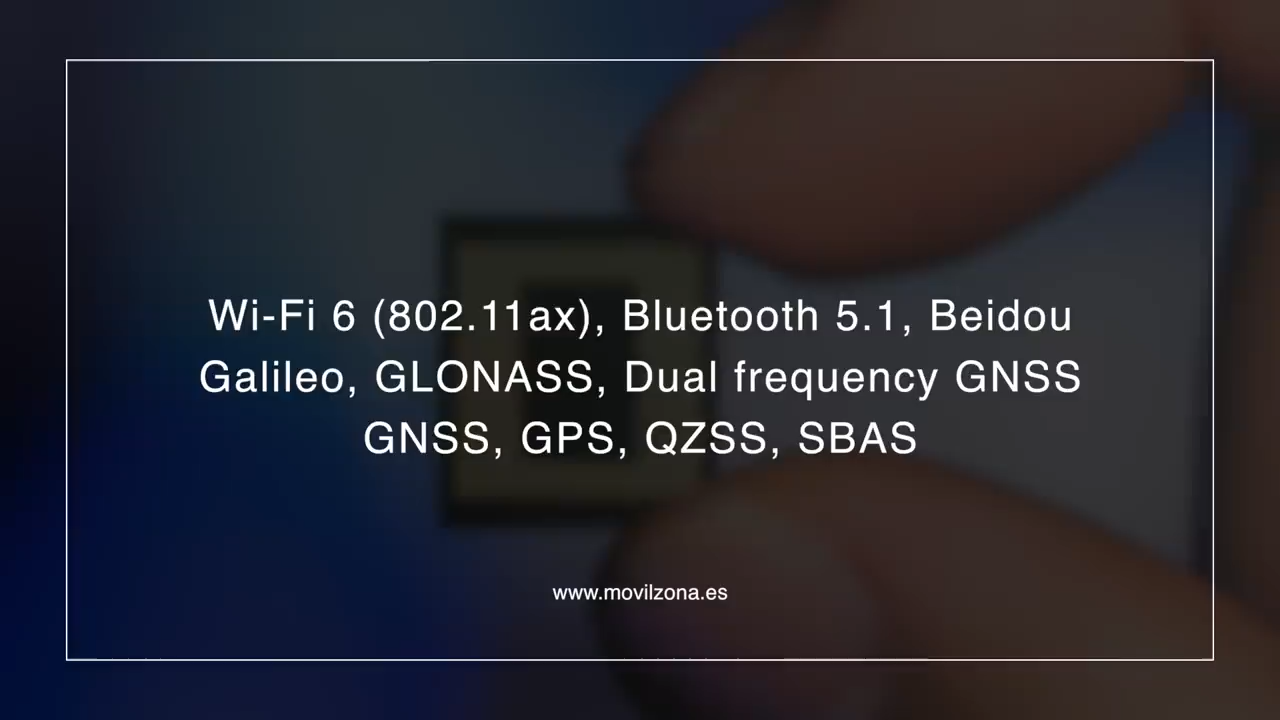 Wi-Fi 6 (802.11ax), Bluetooth 5.1, Beidou
Galileo, GLONASS, Dual frequency GNSS
GNSS, GPS, QZSS, SBAS
www.movilzona.es